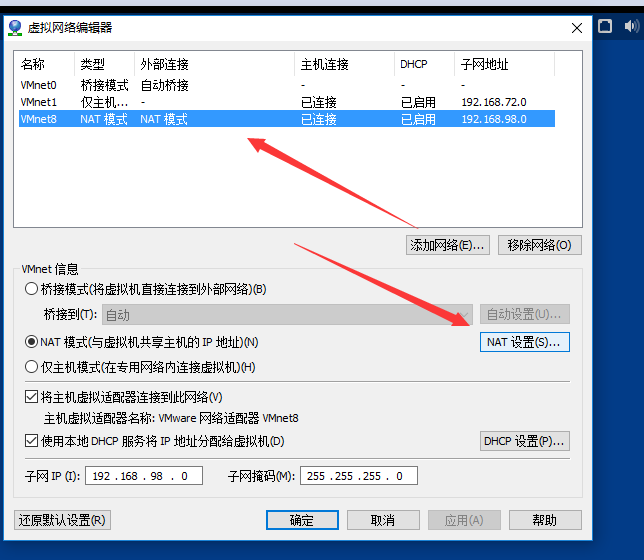 虚拟网络编辑器
名称 类型 外部连接 主机连接 DHCP 子网地址
VMnet0 桥接模式 自动桥接 - - -
VMnet1 仅主机... - 已连接 已启用 192.168.72.0
VMnet8 NAT 模式 NAT 模式 已连接 已启用 192.168.98.0
添加网络(E)... 移除网络(O)
VMnet 信息
桥接模式(将虚拟机直接连接到外部网络)(B)
桥接到(T): 自动 自动设置(U)...
NAT 模式(与虚拟机共享主机的 IP 地址)(N) NAT 设置(S)...
仅主机模式(在专用网络内连接虚拟机)(H)
将主机虚拟适配器连接到此网络(V)
主机虚拟适配器名称: VMware 网络适配器 VMnet8
使用本地 DHCP 服务将 IP 地址分配给虚拟机(D) DHCP 设置(P)...
子网 IP (I): 192 . 168 . 98 . 0 子网掩码(M): 255 . 255 . 255 . 0
还原默认设置(R) 确定 取消 应用(A) 帮助